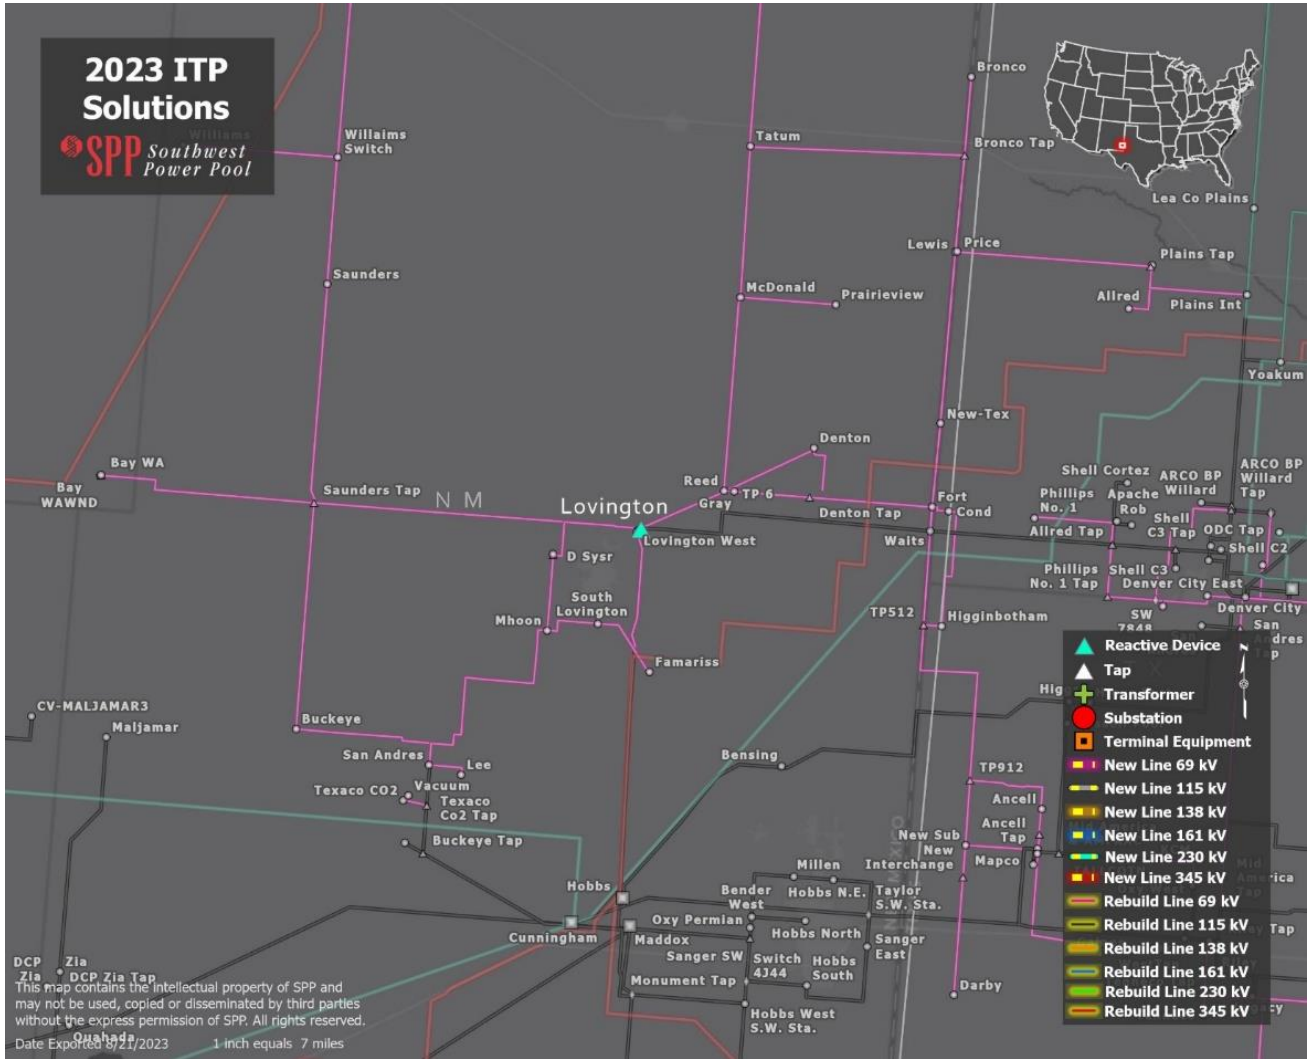 2023 ITP
Solutions
SPP Southwest
Power Pool
Williams
Willaims
Switch
Saunders
Bay WA
Bay
WAWND
Saunders Tap
N M
Lovington
Lovington West
D Sysr
South
Lovington
Mhoon
Famariss
Buckeye
San Andres
Lee
Vacuum
Texaco CO2
Texaco
Co2 Tap
Buckeye Tap
CV-MALJAMAR3
Maljamar
DCP
Zia
Zia
DCP Zia Tap
Quahada
Tatum
McDonald
Prairieview
Denton
Reed
Gray
TP 6
Denton Tap
Bronco
Bronco Tap
Lewis
Price
Plains Tap
Allred
Plains Int
Lea Co Plains
Yoakum
New-Tex
Fort
Cond
Waits
TP512
Higginbotham
Shell Cortez
Phillips
No. 1
Apache
Rob
ARCO BP
Willard
ARCO BP
Willard
Tap
Allred Tap
Shell
C3 Tap
ODC Tap
Shell C2
Phillips
No. 1 Tap
Shell C3
Denver City East
Denver City
SW
7848
San
Andres
Tap
Bensing
TP912
Ancell
Ancell
Tap
New Sub
New
Interchange
Mapco
NEW MEXICO
Hobbs
Cunningham
Maddox
Monument Tap
Millen
Hobbs N.E.
Bender
West
Taylor
S.W. Sta.
Oxy Permian
Hobbs North
Sanger SW
Switch
4J44
Hobbs
South
Sanger
East
Hobbs West
S.W. Sta.
Darby
Reactive Device
Tap
Transformer
Substation
Terminal Equipment
New Line 69 kV
New Line 115 kV
New Line 138 kV
New Line 161 kV
New Line 230 kV
New Line 345 kV
Rebuild Line 69 kV
Rebuild Line 115 kV
Rebuild Line 138 kV
Rebuild Line 161 kV
Rebuild Line 230 kV
Rebuild Line 345 kV
N
This map contains the intellectual property of SPP and
may not be used, copied or disseminated by third parties
without the express permission of SPP. All rights reserved.
Date Exported 8/21/2023 1 inch equals 7 miles